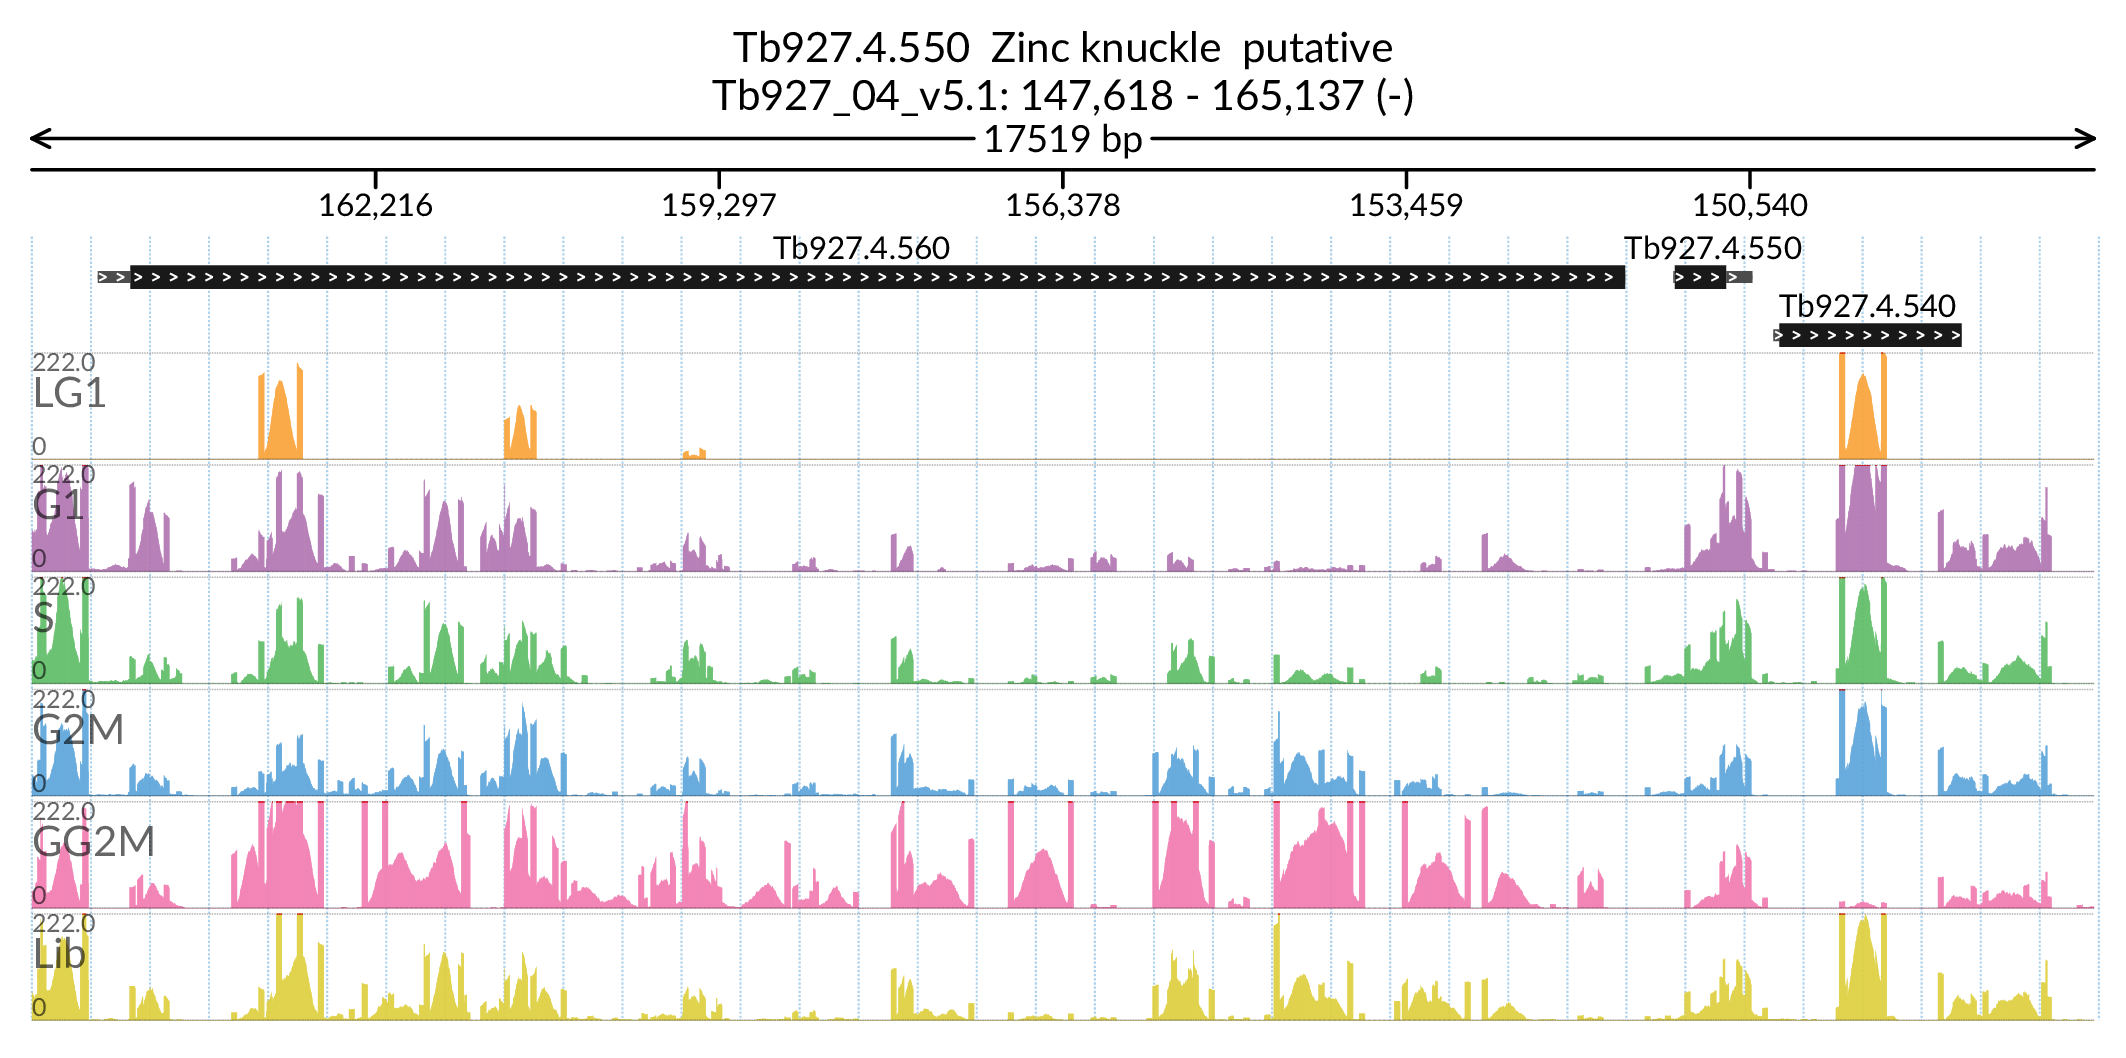 Tb927.4.550  Zinc knuckle  putative
Tb927_04_v5.1: 147,618 - 165,137 (-)
17519 bp
162,216 159,297 156,378 153,459 150,540
Tb927.4.560 Tb927.4.550
Tb927.4.540
222.0
LG1
0
222.0
G1
0
222.0
S
0
222.0
G2M
0
222.0
GG2M
0
222.0
Lib
0